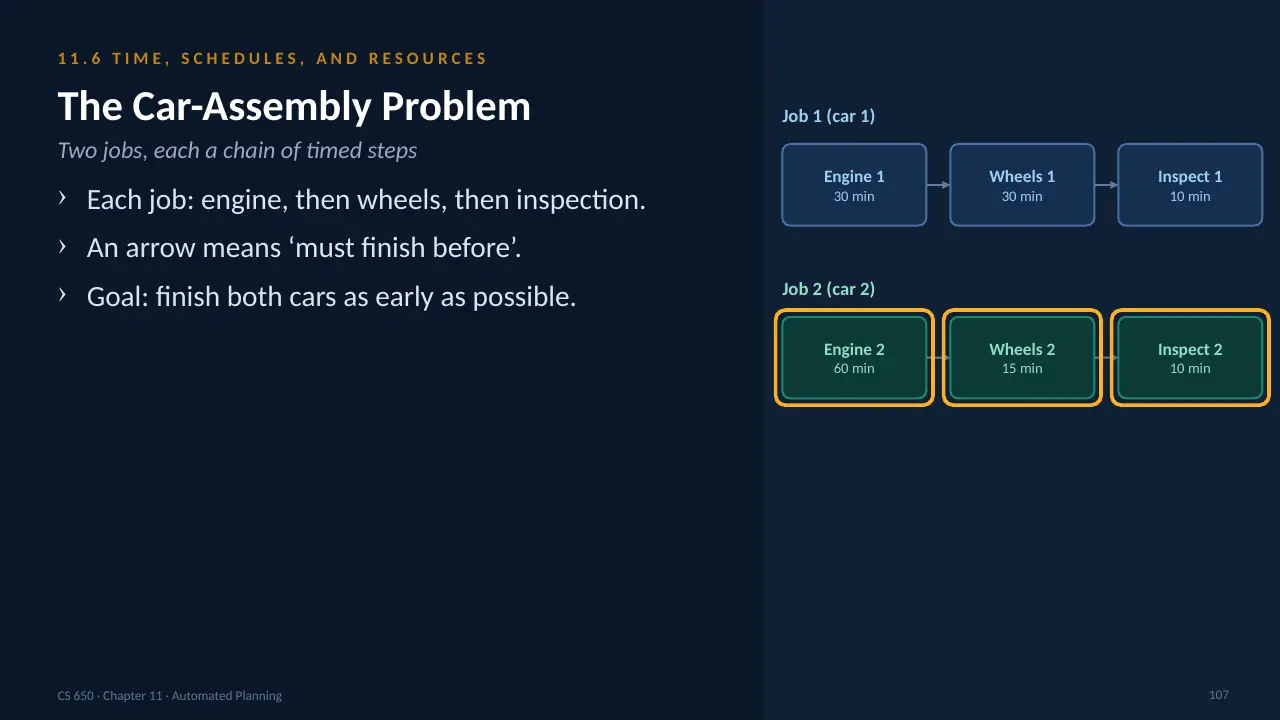 11.6 TIME, SCHEDULES, AND RESOURCES
The Car-Assembly Problem
Two jobs, each a chain of timed steps
› Each job: engine, then wheels, then inspection.
› An arrow means ‘must finish before’.
› Goal: finish both cars as early as possible.
Job 1 (car 1)
Engine 1
30 min
Wheels 1
30 min
Inspect 1
10 min
Job 2 (car 2)
Engine 2
60 min
Wheels 2
15 min
Inspect 2
10 min
CS 650 · Chapter 11 · Automated Planning
107